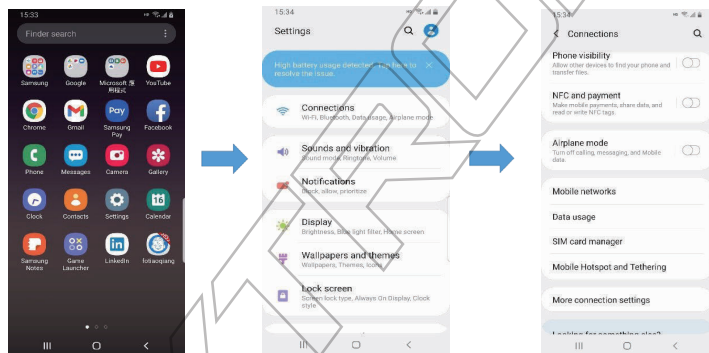 15:33
Finder search
Samsung
Google
Microsoft 應
用程式
YouTube
Chrome
Gmail
Samsung
Pay
Pay
Facebook
Phone
Messages
Camera
Gallery
16
Clock
Contacts
Settings
Calendar
in
Samsung
Notes
Game
Launcher
LinkedIn
lotiaoqiang
15:34
Settings
High battery usage detected. Tap here to
resolve the issue.
Connections
Wi-Fi, Bluetooth, Data usage, Airplane mode
Sounds and vibration
Sound mode, Ringtone, Volume
Notifications
Block, allow, prioritize
Display
Brightness, Blue light filter, Home screen
Wallpapers and themes
Wallpapers, Themes, Icons
Lock screen
Screen lock type, Always On Display, Clock
style
15:34
Connections
Phone visibility
Allow other devices to find your phone and
transfer files.
NFC and payment
Make mobile payments, share data, and
read or write NFC tags.
Airplane mode
Turn off calling, messaging, and Mobile
data.
Mobile networks
Data usage
SIM card manager
Mobile Hotspot and Tethering
More connection settings
Looking for something else?